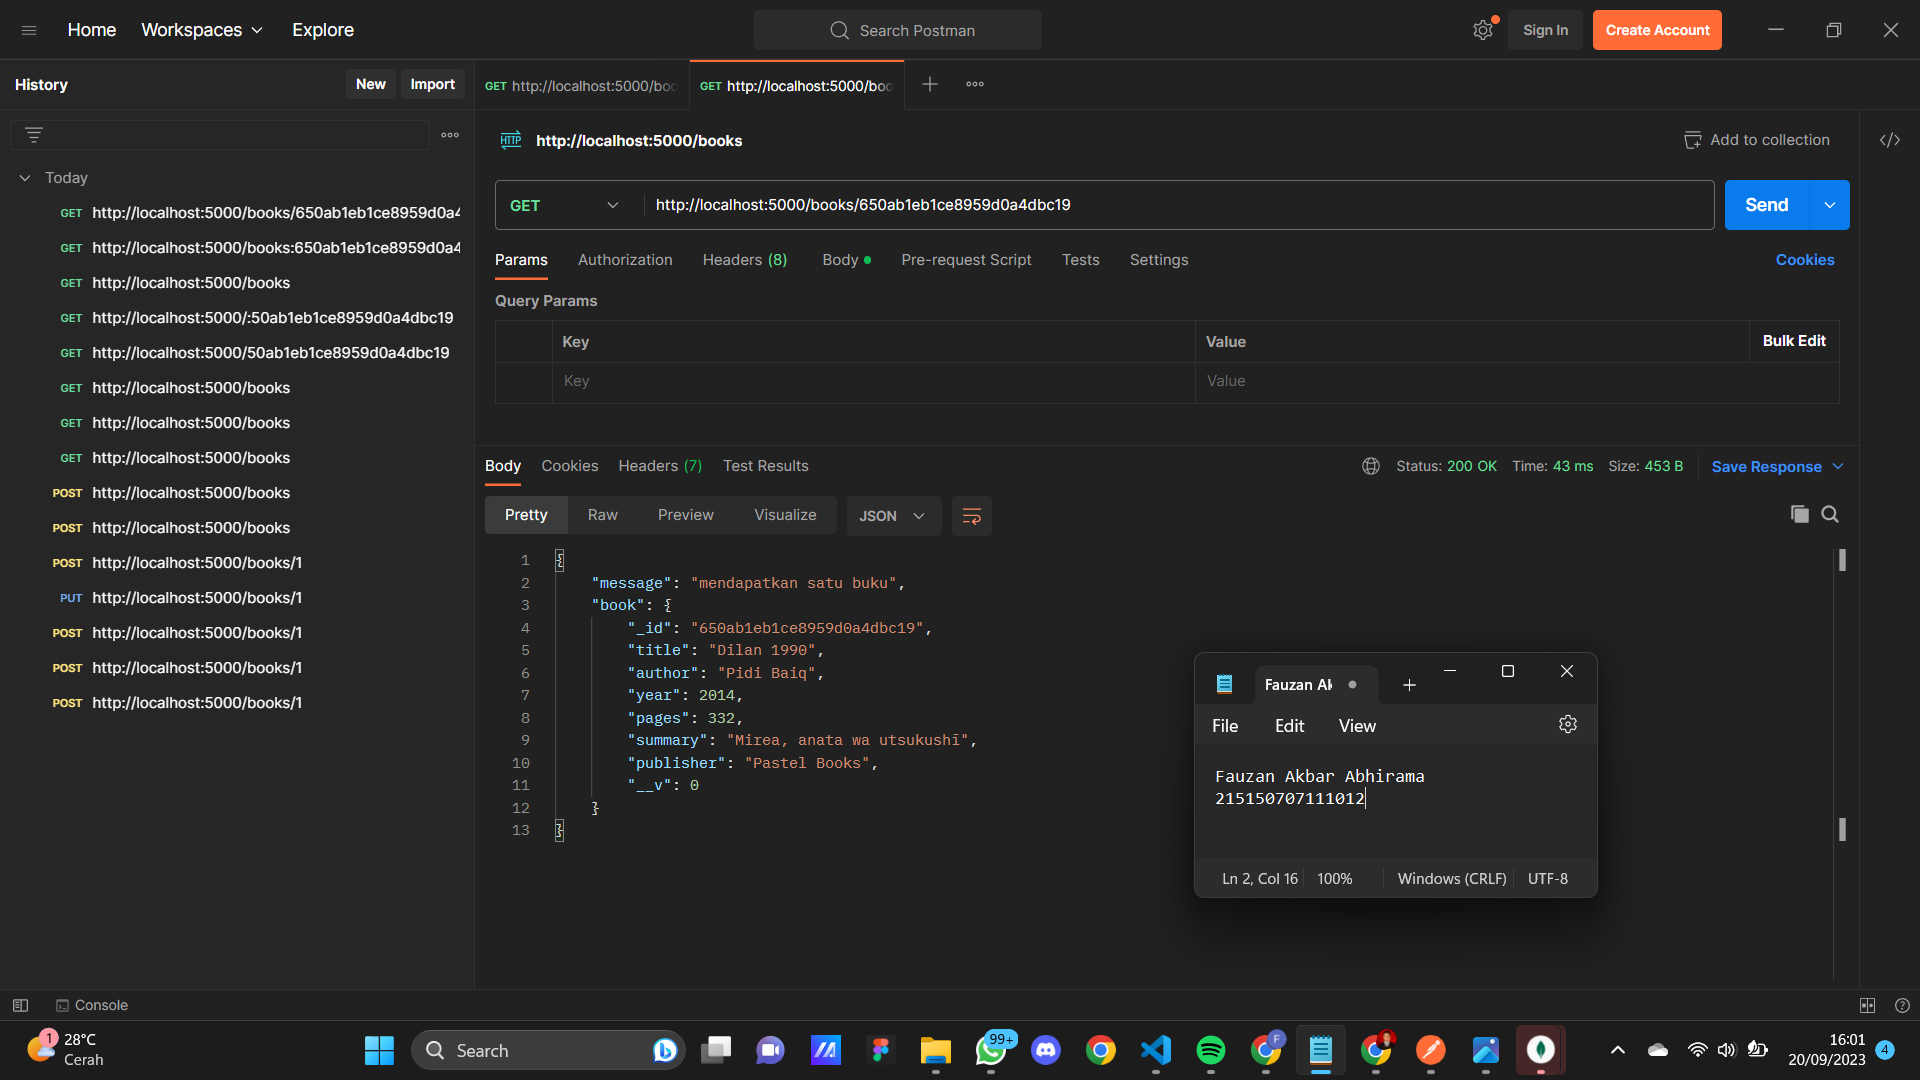 Home
Workspaces
Explore
Search Postman
Sign In
Create Account
History
New
Import
GET http://localhost:5000/boo
GET http://localhost:5000/boo
HTTP
http://localhost:5000/books
Add to collection
Today
GET http://localhost:5000/books/650ab1eb1ce8959d0a4
GET http://localhost:5000/books:650ab1eb1ce8959d0a4
GET http://localhost:5000/books
GET http://localhost:5000/:50ab1eb1ce8959d0a4dbc19
GET http://localhost:5000/50ab1eb1ce8959d0a4dbc19
GET http://localhost:5000/books
GET http://localhost:5000/books
GET http://localhost:5000/books
POST http://localhost:5000/books
POST http://localhost:5000/books
POST http://localhost:5000/books/1
PUT http://localhost:5000/books/1
POST http://localhost:5000/books/1
POST http://localhost:5000/books/1
POST http://localhost:5000/books/1
GET
http://localhost:5000/books/650ab1eb1ce8959d0a4dbc19
Send
Params
Authorization
Headers (8)
Body
Pre-request Script
Tests
Settings
Cookies
Query Params
Key
Value
Bulk Edit
Key
Value
Body
Cookies
Headers (7)
Test Results
Status: 200 OK
Time: 43 ms
Size: 453 B
Save Response
Pretty
Raw
Preview
Visualize
JSON
1 {
2 "message": "mendapatkan satu buku",
3 "book": {
4 "_id": "650ab1eb1ce8959d0a4dbc19",
5 "title": "Dilan 1990",
6 "author": "Pidi Baiq",
7 "year": 2014,
8 "pages": 332,
9 "summary": "Mirea, anata wa utsukushī",
10 "publisher": "Pastel Books",
11 "__v": 0
12 }
13 }
Fauzan Ak
File
Edit
View
Fauzan Akbar Abhirama
215150707111012
Ln 2, Col 16
100%
Windows (CRLF)
UTF-8
Console
1
28°C
Cerah
Search
99+
F
16:01
20/09/2023
4